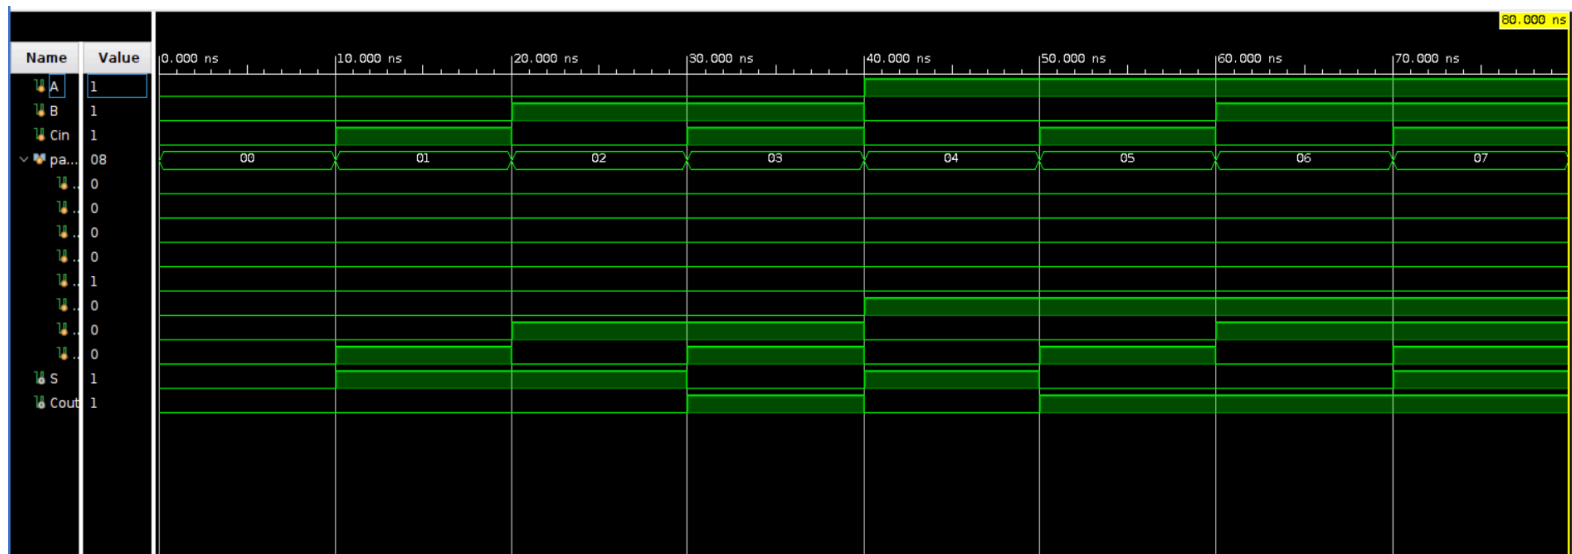 80.000 ns
Name Value 0.000 ns 10.000 ns 20.000 ns 30.000 ns 40.000 ns 50.000 ns 60.000 ns 70.000 ns
A 1
B 1
Cin 1
pa... 08 00 01 02 03 04 05 06 07
.. 0
.. 0
.. 0
.. 0
.. 1
.. 0
.. 0
.. 0
S 1
Cout 1